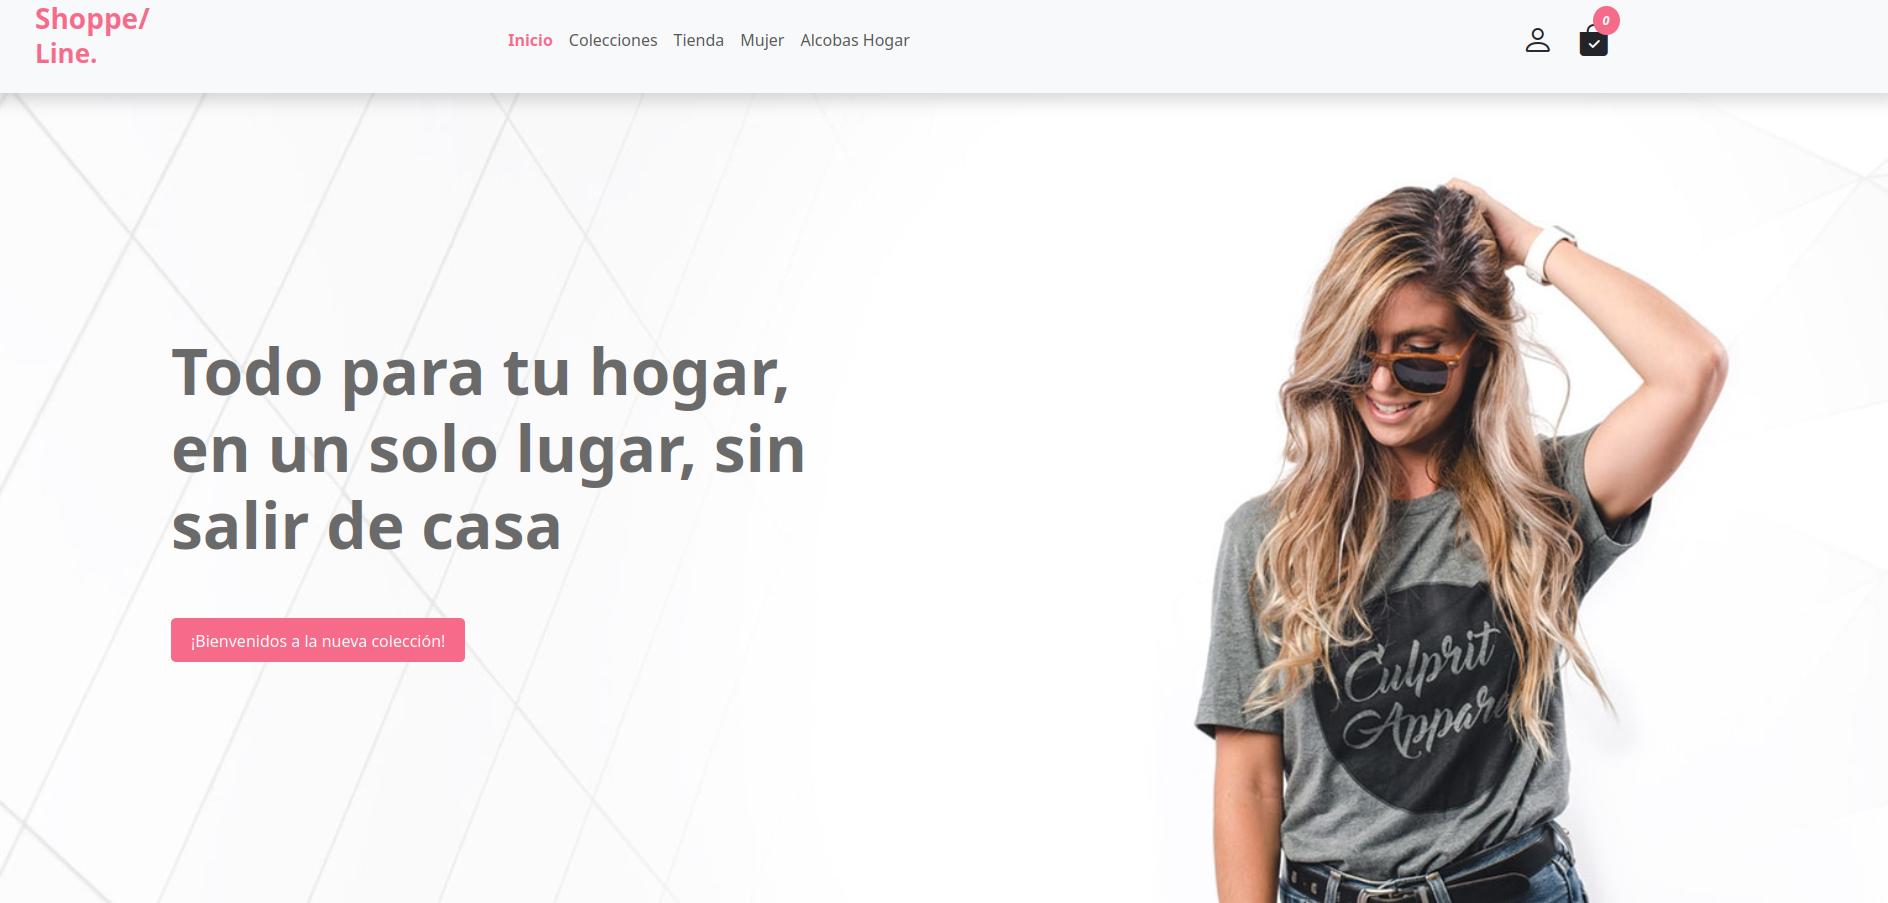 Shoppe/
Line.
Inicio Colecciones Tienda Mujer Alcobas Hogar
0
Todo para tu hogar,
en un solo lugar, sin
salir de casa
¡Bienvenidos a la nueva colección!
Culprit
Appare